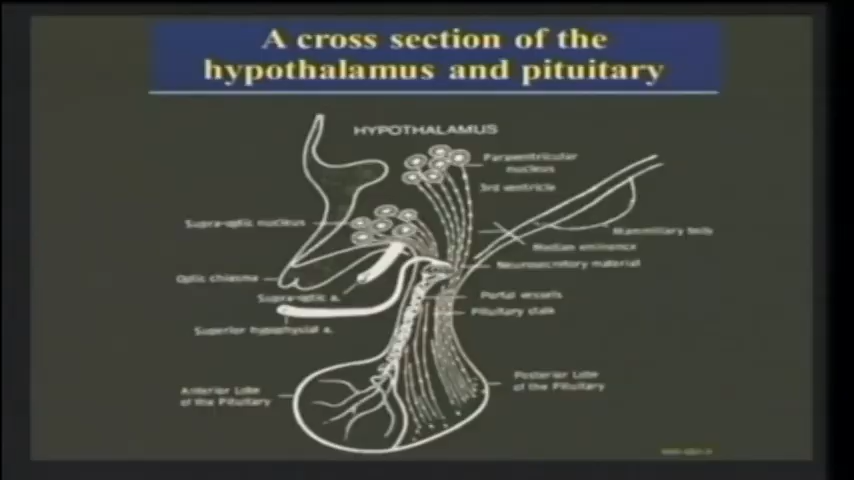 A cross section of the
hypothalamus and pituitary
HYPOTHALAMUS
Paraventricular
nucleus
3rd ventricle
Supra-optic nucleus
Mammillary body
Median eminence
Neurosecretory material
Optic chiasma
Supra-optic a.
Portal vessels
Pituitary stalk
Superior hypophysial a.
Anterior Lobe
of the Pituitary
Posterior Lobe
of the Pituitary